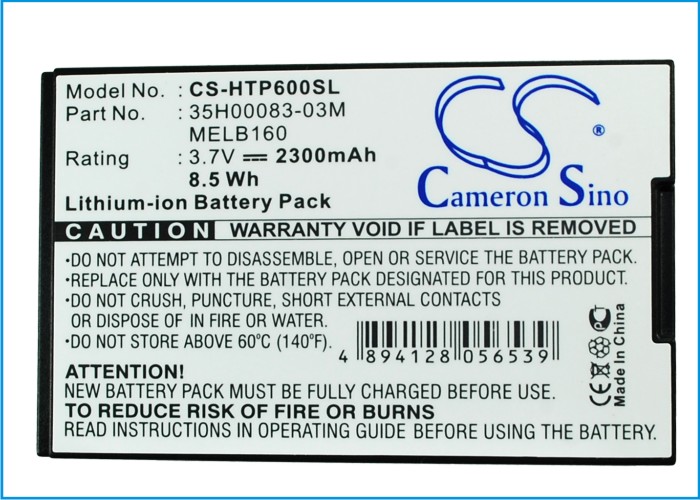 Model No. : CS-HTP600SL
Part No. : 35H00083-03M
MELB160
Rating : 3.7V ⎓ 2300mAh
8.5 Wh
Lithium-ion Battery Pack
CS
®
Cameron Sino
CAUTION WARRANTY VOID IF LABEL IS REMOVED
•DO NOT ATTEMPT TO DISASSEMBLE, OPEN OR SERVICE THE BATTERY PACK.
•REPLACE ONLY WITH THE BATTERY PACK DESIGNATED FOR THIS PRODUCT.
•DO NOT CRUSH, PUNCTURE, SHORT EXTERNAL CONTACTS
OR DISPOSE OF IN FIRE OR WATER.
•DO NOT STORE ABOVE 60°C (140°F).
4 894128 056539
CE
PCT
Made In China
ATTENTION!
NEW BATTERY PACK MUST BE FULLY CHARGED BEFORE USE.
TO REDUCE RISK OF FIRE OR BURNS
READ INSTRUCTIONS IN OPERATING GUIDE BEFORE USING BATTERY.